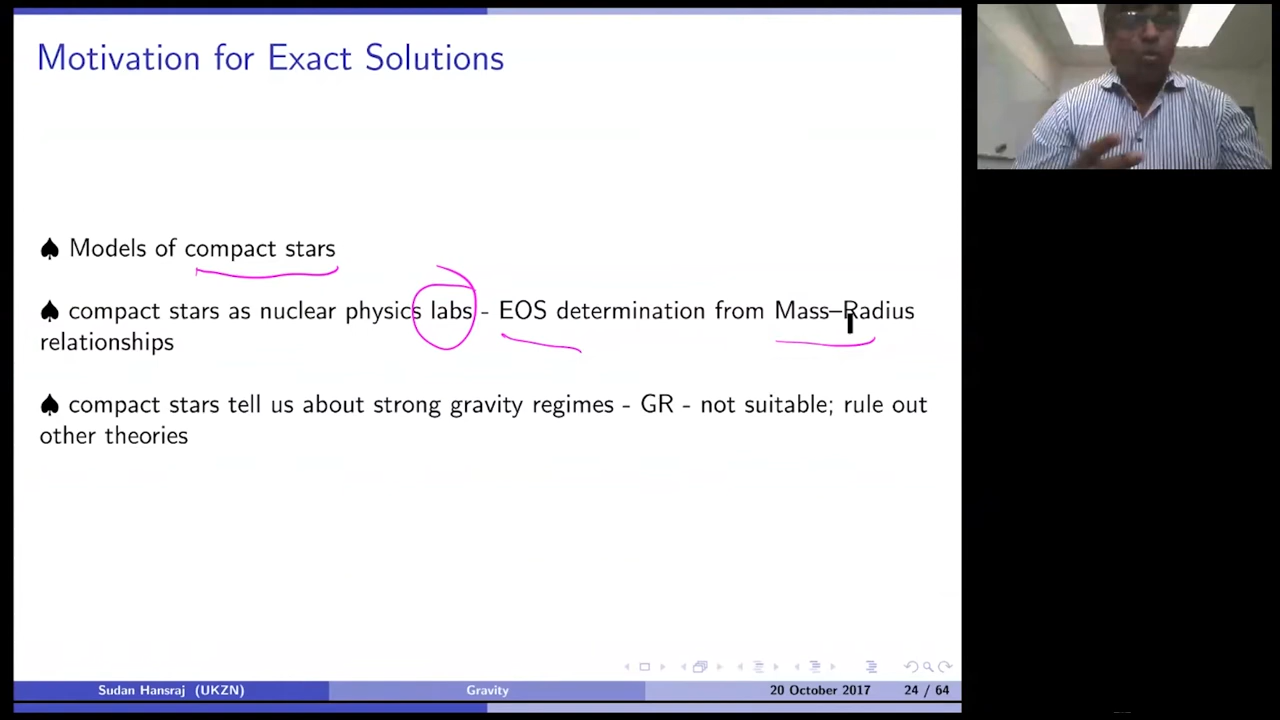 Motivation for Exact Solutions
♠ Models of compact stars
♠ compact stars as nuclear physics labs - EOS determination from Mass–Radius
relationships
♠ compact stars tell us about strong gravity regimes - GR - not suitable; rule out
other theories
Sudan Hansraj (UKZN) Gravity 20 October 2017 24 / 64